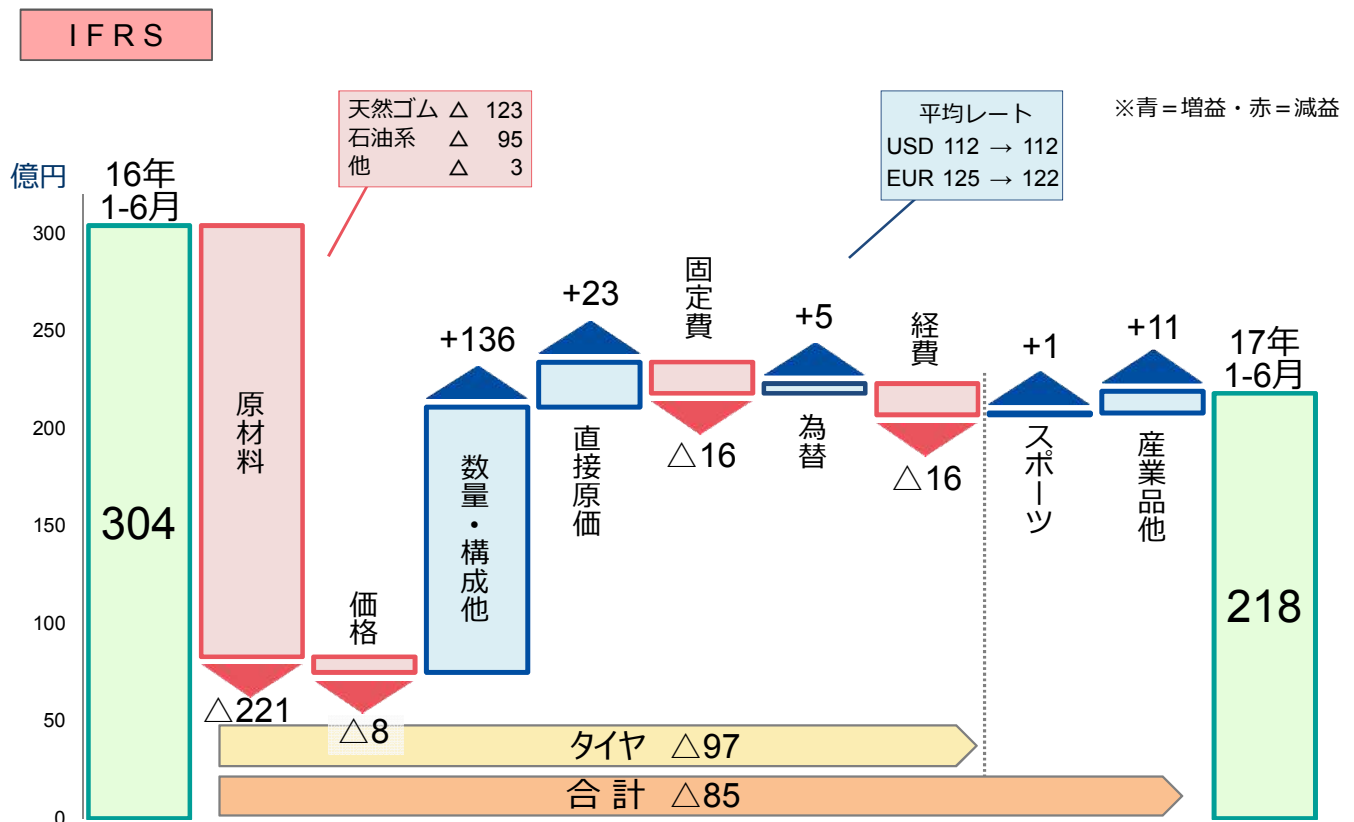 IFRS
天然ゴム △ 123
石油系 △ 95
他 △ 3
平均レート
USD 112 → 112
EUR 125 → 122
※青＝増益・赤＝減益
億円
300
250
200
150
100
50
0
16年
1-6月
304
原材料
△221
価格
△8
+136
数量・構成他
+23
直接原価
固定費
△16
+5
為替
経費
△16
+1
スポーツ
+11
産業品他
17年
1-6月
218
タイヤ △97
合計 △85